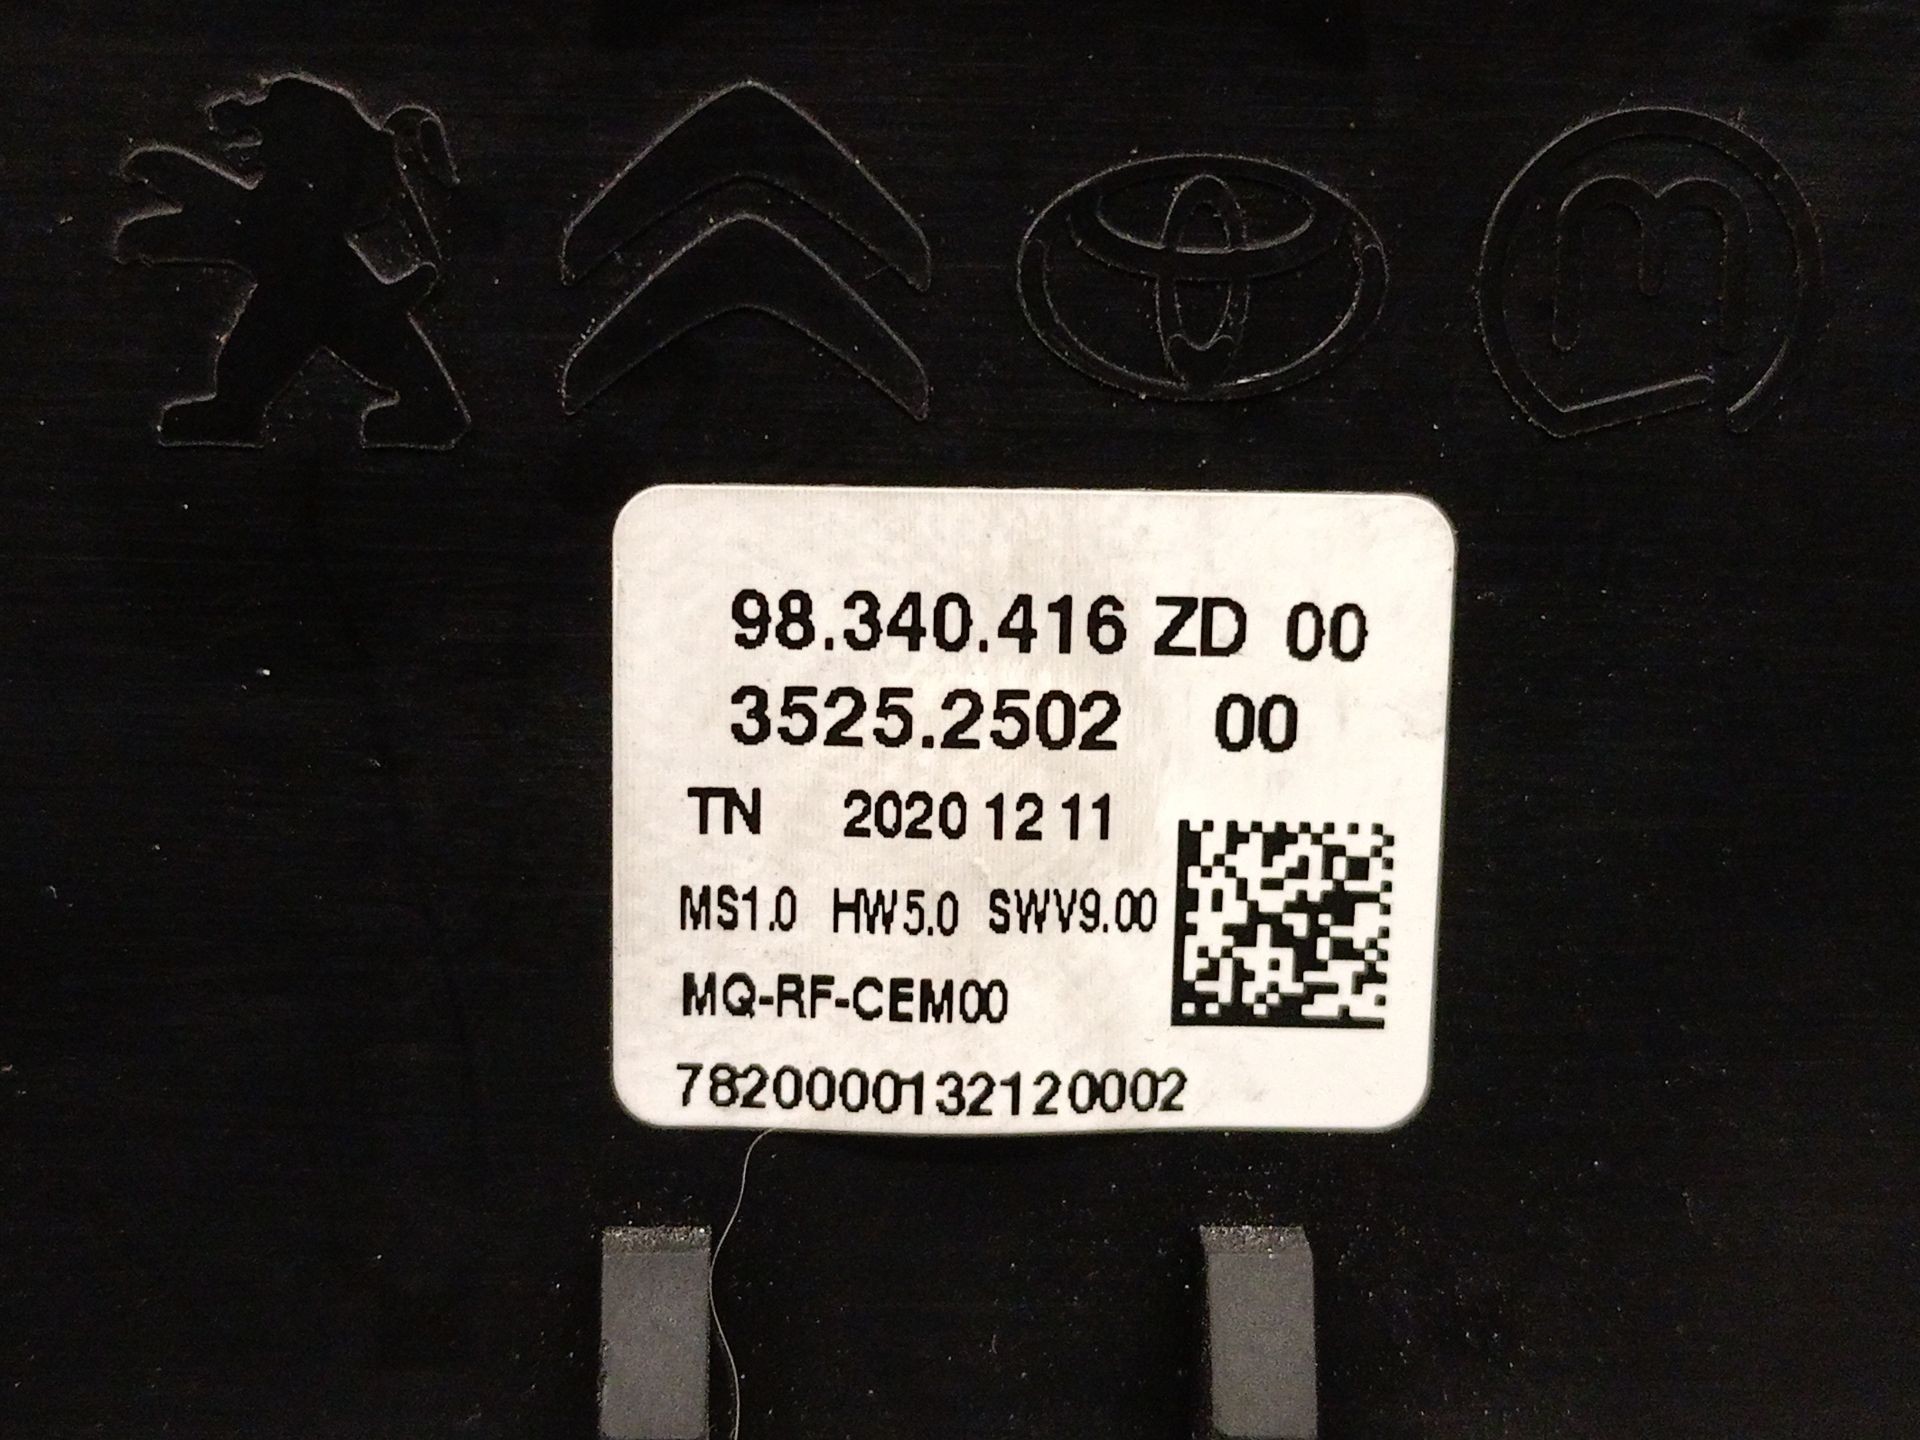 98.340.416 ZD 00
3525.2502 00
TN 2020 12 11
MS1.0 HW5.0 SWV9.00
MQ-RF-CEM00
7820000132120002